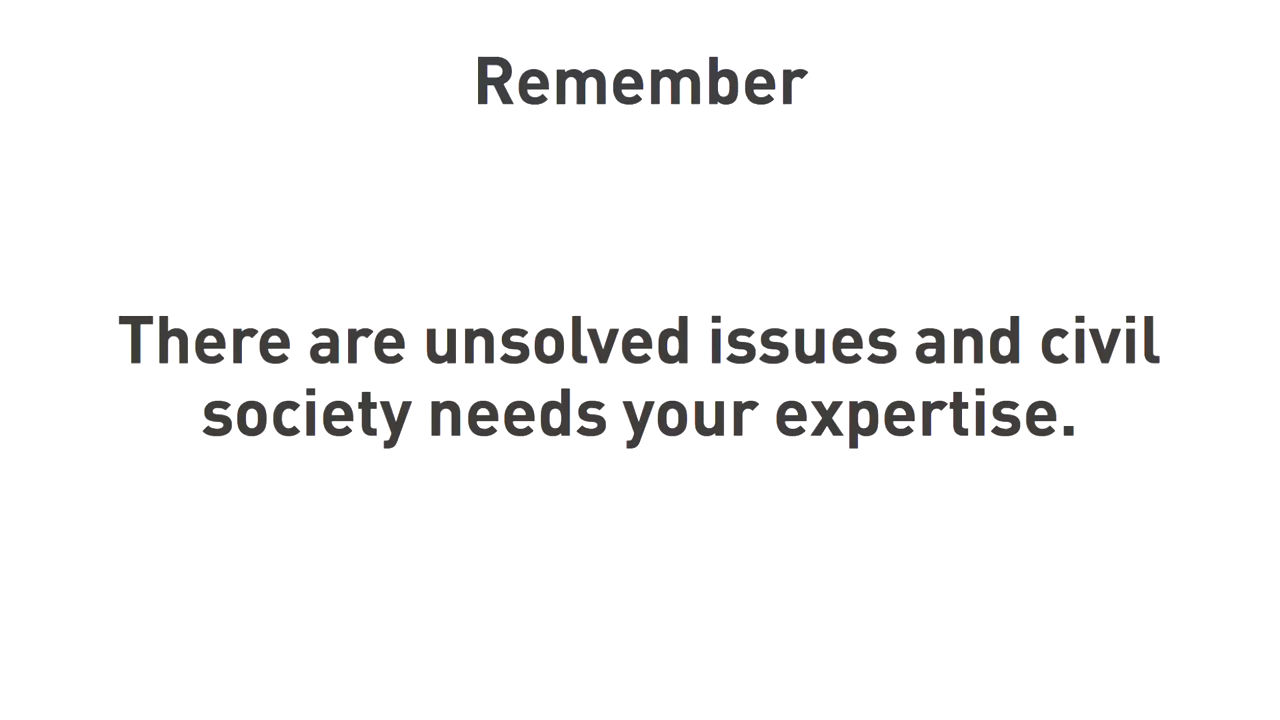 Remember
There are unsolved issues and civil
society needs your expertise.